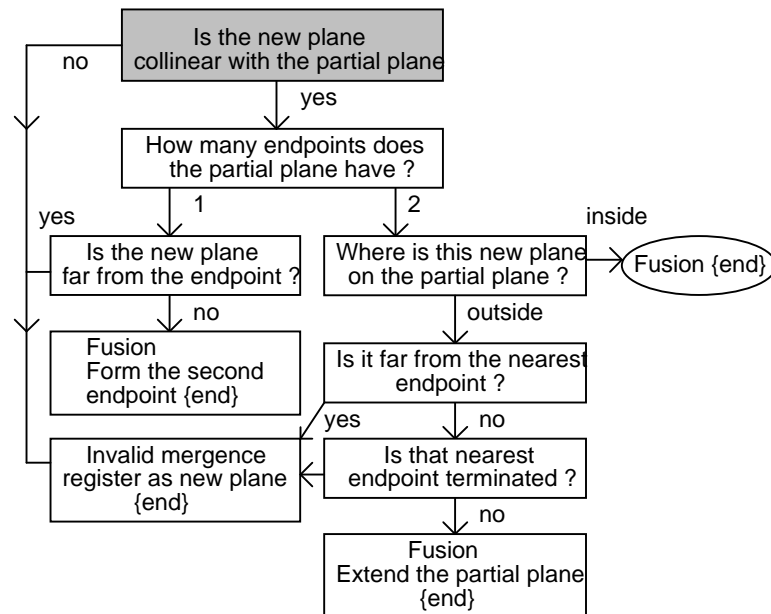 Is the new plane
collinear with the partial plane
no
yes
How many endpoints does
the partial plane have ?
1
2
yes
inside
Is the new plane
far from the endpoint ?
Where is this new plane
on the partial plane ?
Fusion {end}
no
outside
Fusion
Form the second
endpoint {end}
Is it far from the nearest
endpoint ?
yes
no
Invalid mergence
register as new plane
{end}
Is that nearest
endpoint terminated ?
no
Fusion
Extend the partial plane
{end}